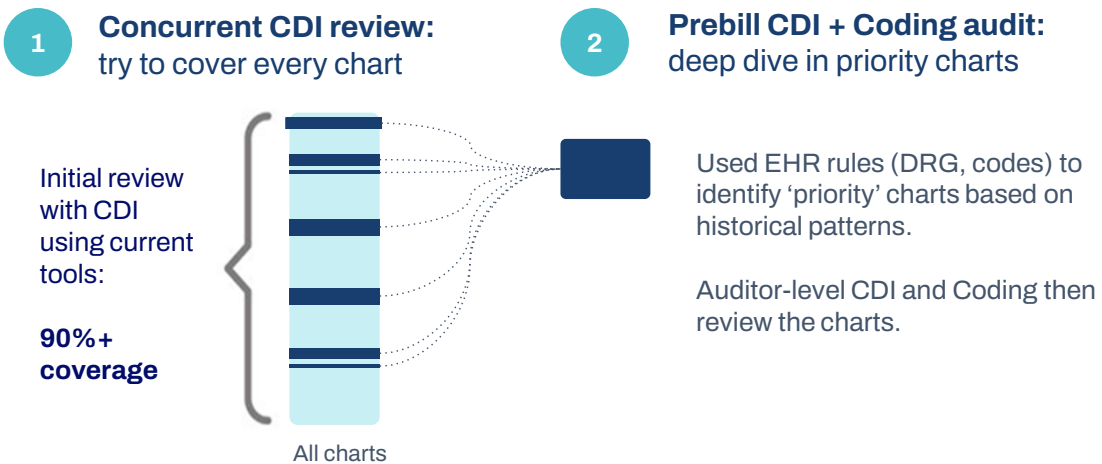 1
Concurrent CDI review:
try to cover every chart
Initial review
with CDI
using current
tools:
90%+
coverage
All charts
2
Prebill CDI + Coding audit:
deep dive in priority charts
Used EHR rules (DRG, codes) to
identify ‘priority’ charts based on
historical patterns.
Auditor-level CDI and Coding then
review the charts.